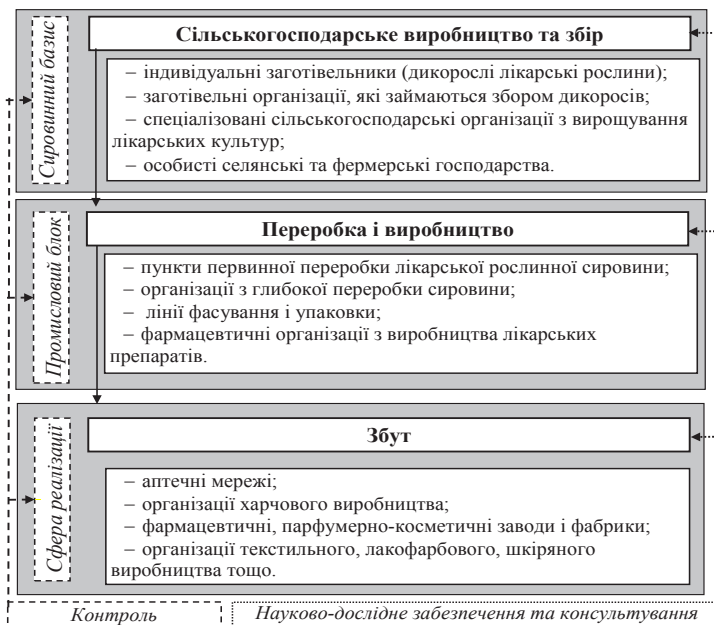 Сировинний базис
Сільськогосподарське виробництво та збір
– індивідуальні заготівельники (дикорослі лікарські рослини);
– заготівельні організації, які займаються збором дикоросів;
– спеціалізовані сільськогосподарські організації з вирощування
лікарських культур;
– особисті селянські та фермерські господарства.
Промисловий блок
Переробка і виробництво
– пункти первинної переробки лікарської рослинної сировини;
– організації з глибокої переробки сировини;
– лінії фасування і упаковки;
– фармацевтичні організації з виробництва лікарських
препаратів.
Сфера реалізації
Збут
– аптечні мережі;
– організації харчового виробництва;
– фармацевтичні, парфумерно-косметичні заводи і фабрики;
– організації текстильного, лакофарбового, шкіряного
виробництва тощо.
Контроль
Науково-дослідне забезпечення та консультування